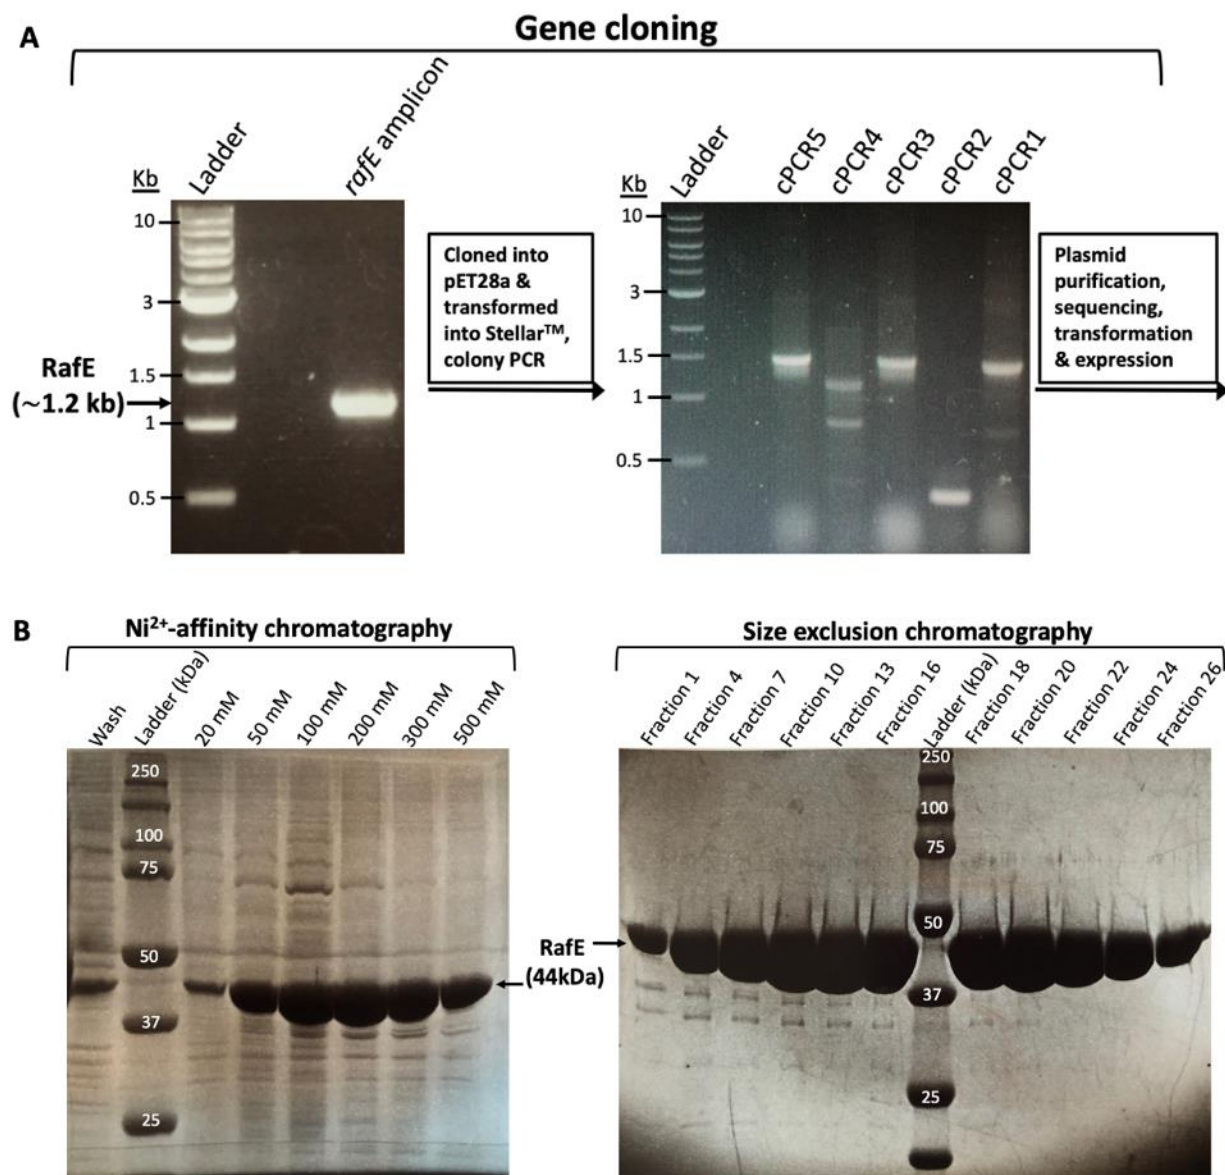 A
Gene cloning
Kb
Ladder
rafE amplicon
10
3
1.5
1
0.5
RafE
(~1.2 kb)
Cloned into
pET28a &
transformed
into Stellar™,
colony PCR
Kb
Ladder
cPCR5
cPCR4
cPCR3
cPCR2
cPCR1
10
3
1.5
1
0.5
Plasmid
purification,
sequencing,
transformation
& expression
B
Ni²⁺-affinity chromatography
Wash
Ladder (kDa)
20 mM
50 mM
100 mM
200 mM
300 mM
500 mM
250
100
75
50
37
25
RafE
(44kDa)
Size exclusion chromatography
Fraction 1
Fraction 4
Fraction 7
Fraction 10
Fraction 13
Fraction 16
Ladder (kDa)
Fraction 18
Fraction 20
Fraction 22
Fraction 24
Fraction 26
250
100
75
50
37
25